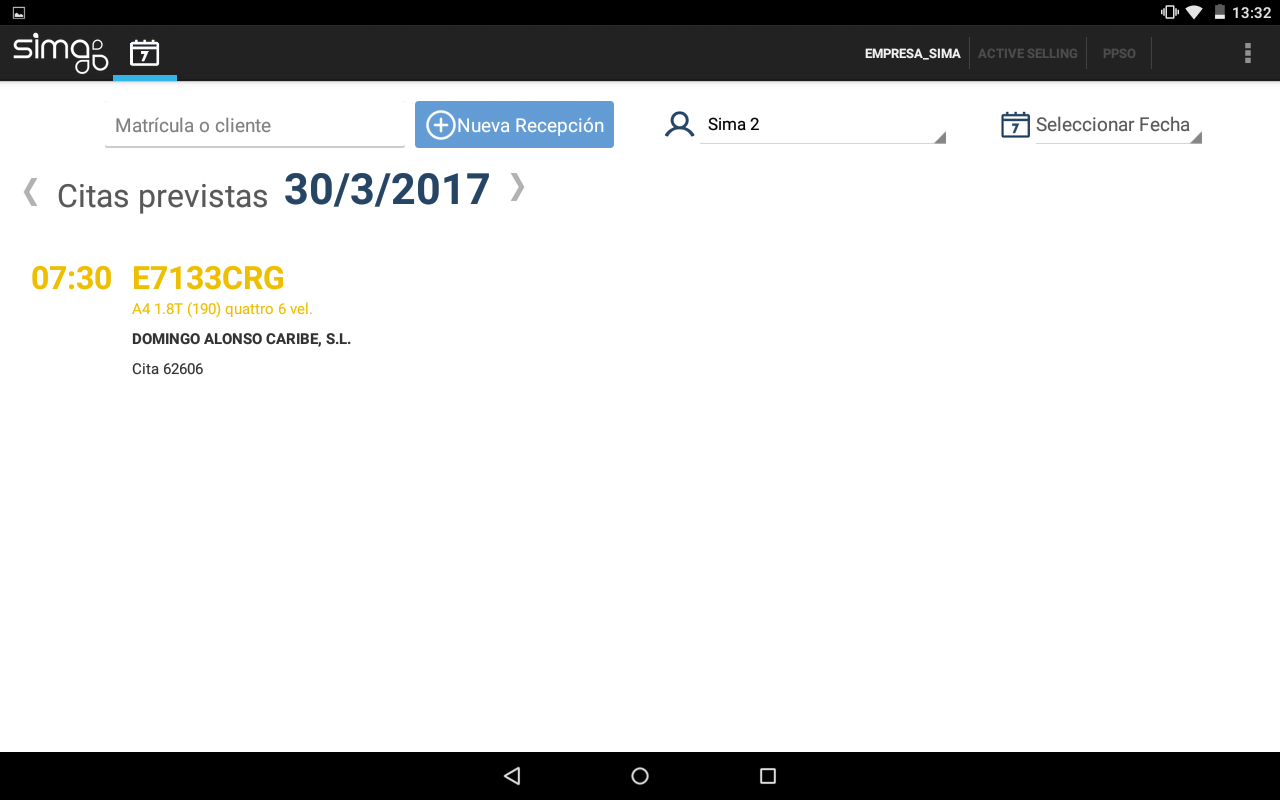 13:32
sima
7
EMPRESA_SIMA
ACTIVE SELLING
PPSO
Matrícula o cliente
Nueva Recepción
Sima 2
7
Seleccionar Fecha
Citas previstas 30/3/2017
07:30 E7133CRG
A4 1.8T (190) quattro 6 vel.
DOMINGO ALONSO CARIBE, S.L.
Cita 62606